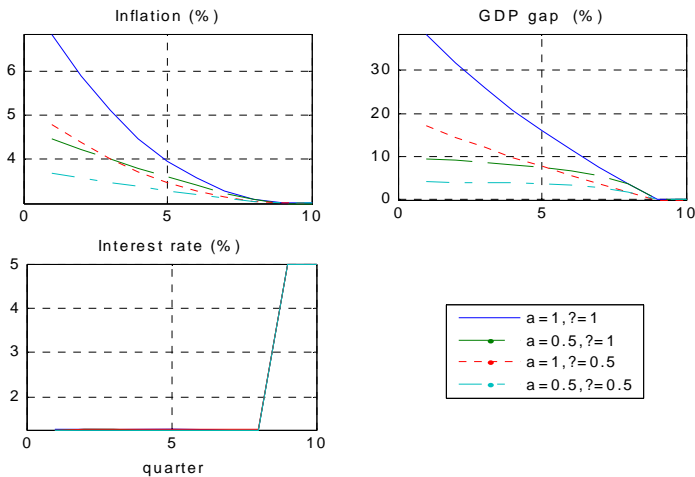 Inflation (%)
6
5
4
0
5
10
GDP gap (%)
30
20
10
0
0
5
10
Interest rate (%)
5
4
3
2
0
5
10
quarter
a=1,?=1
a=0.5,?=1
a=1,?=0.5
a=0.5,?=0.5